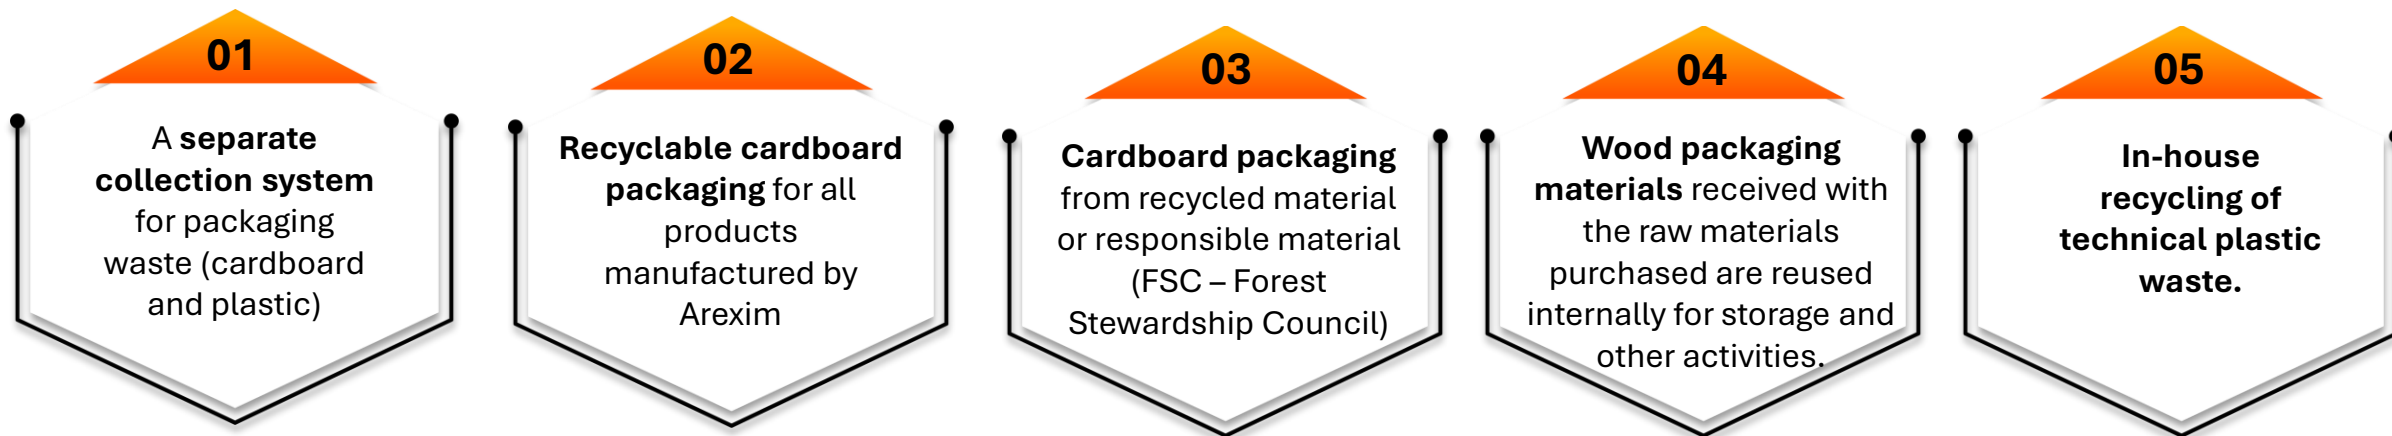 01
A separate
collection system
for packaging
waste (cardboard
and plastic)
02
Recyclable cardboard
packaging for all
products
manufactured by
Arexim
03
Cardboard packaging
from recycled material
or responsible material
(FSC – Forest
Stewardship Council)
04
Wood packaging
materials received with
the raw materials
purchased are reused
internally for storage and
other activities.
05
In-house
recycling of
technical plastic
waste.